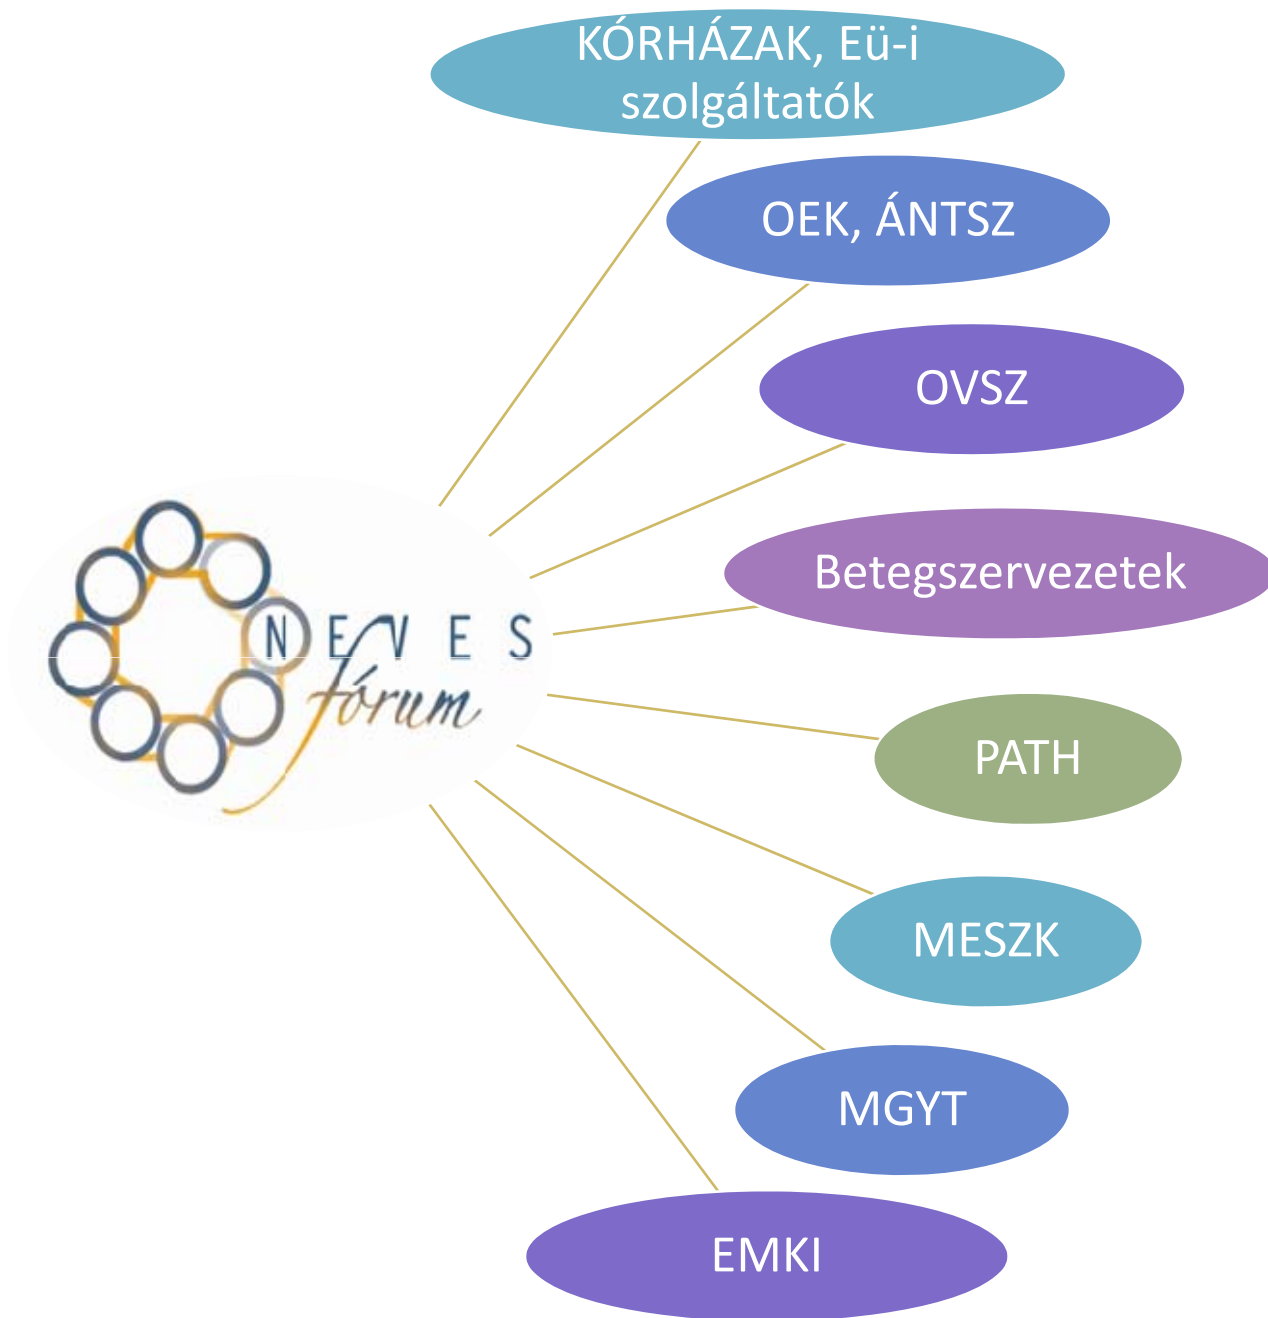 KÓRHÁZAK, Eü-i
szolgáltatók
OEK, ÁNTSZ
OVSZ
Betegszervezetek
NEVES
fórum
PATH
MESZK
MGYT
EMKI